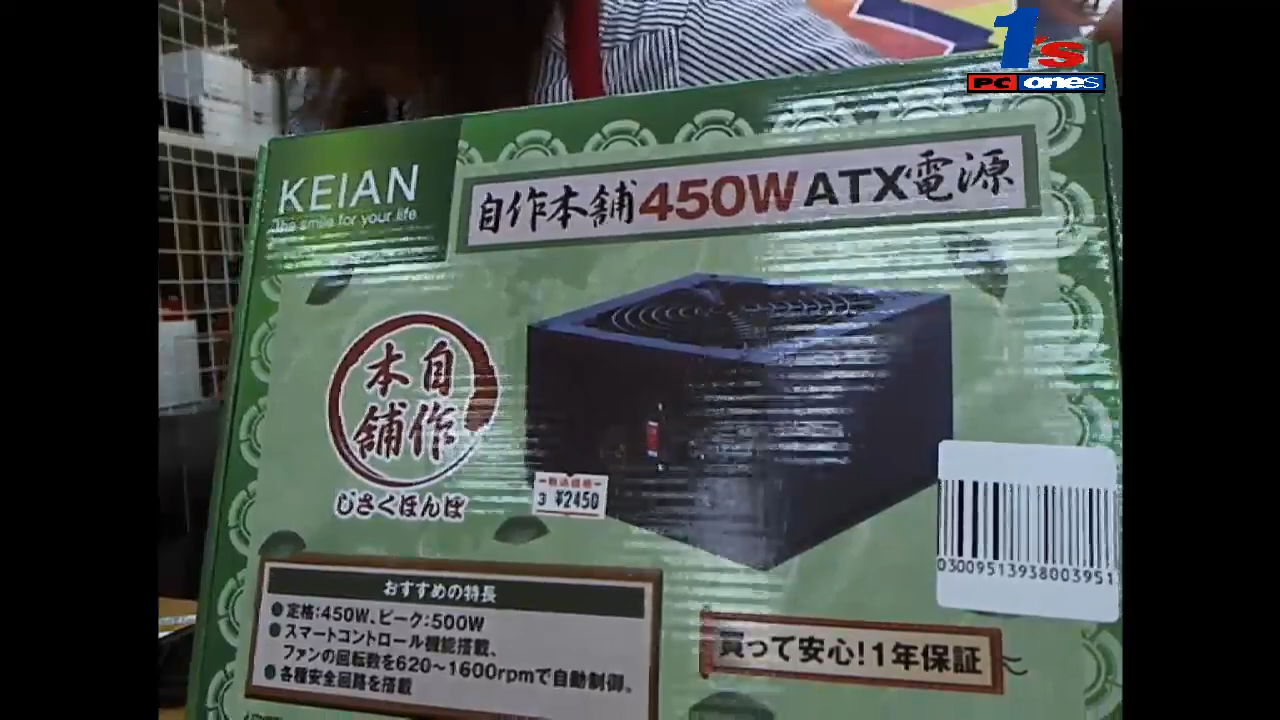 1's
PC ones
KEIAN
The smile for your life
自作本舗450W ATX電源
自作
本舗
じさくほんぽ
税込価格
3 ¥2450
03009513938003951
おすすめの特長
●定格:450W、ピーク:500W
●スマートコントロール機能搭載、
ファンの回転数を620～1600rpmで自動制御。
●各種安全回路を搭載
買って安心!1年保証